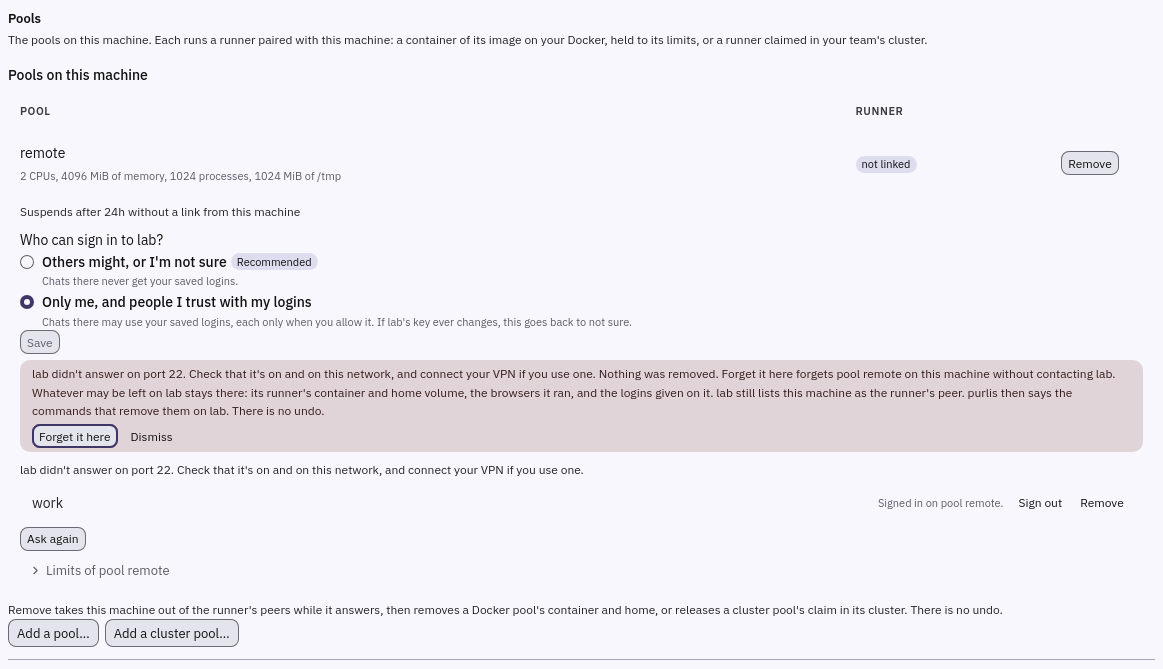 Pools
The pools on this machine. Each runs a runner paired with this machine: a container of its image on your Docker, held to its limits, or a runner claimed in your team's cluster.
Pools on this machine
POOL RUNNER
remote
2 CPUs, 4096 MiB of memory, 1024 processes, 1024 MiB of /tmp
not linked
Remove
Suspends after 24h without a link from this machine
Who can sign in to lab?
Others might, or I'm not sure Recommended
Chats there never get your saved logins.
Only me, and people I trust with my logins
Chats there may use your saved logins, each only when you allow it. If lab's key ever changes, this goes back to not sure.
Save
lab didn't answer on port 22. Check that it's on and on this network, and connect your VPN if you use one. Nothing was removed. Forget it here forgets pool remote on this machine without contacting lab.
Whatever may be left on lab stays there: its runner's container and home volume, the browsers it ran, and the logins given on it. lab still lists this machine as the runner's peer. purlis then says the
commands that remove them on lab. There is no undo.
Forget it here Dismiss
lab didn't answer on port 22. Check that it's on and on this network, and connect your VPN if you use one.
work Signed in on pool remote. Sign out Remove
Ask again
Limits of pool remote
Remove takes this machine out of the runner's peers while it answers, then removes a Docker pool's container and home, or releases a cluster pool's claim in its cluster. There is no undo.
Add a pool... Add a cluster pool...